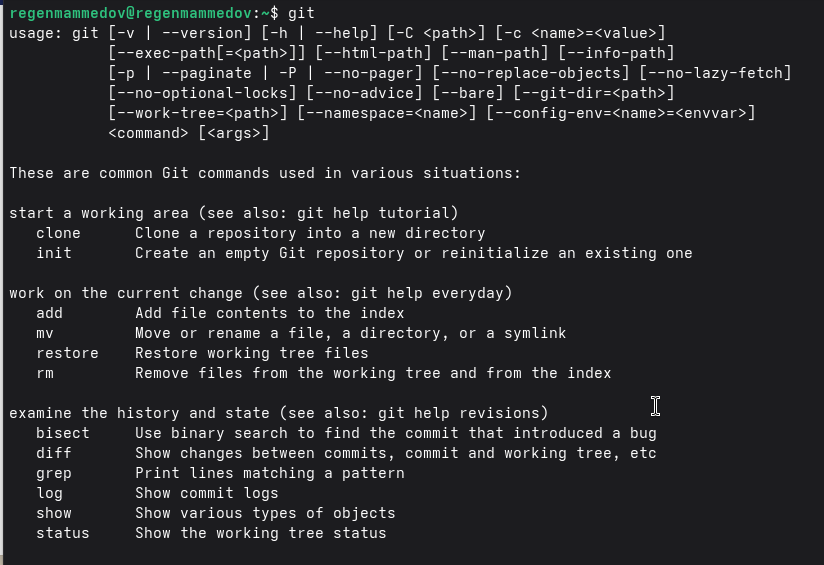 regenmammedov@regenmammedov:~$ git
usage: git [-v | --version] [-h | --help] [-C <path>] [-c <name>=<value>]
           [--exec-path[=<path>]] [--html-path] [--man-path] [--info-path]
           [-p | --paginate | -P | --no-pager] [--no-replace-objects] [--no-lazy-fetch]
           [--no-optional-locks] [--no-advice] [--bare] [--git-dir=<path>]
           [--work-tree=<path>] [--namespace=<name>] [--config-env=<name>=<envvar>]
           <command> [<args>]

These are common Git commands used in various situations:

start a working area (see also: git help tutorial)
   clone      Clone a repository into a new directory
   init       Create an empty Git repository or reinitialize an existing one

work on the current change (see also: git help everyday)
   add        Add file contents to the index
   mv         Move or rename a file, a directory, or a symlink
   restore    Restore working tree files
   rm         Remove files from the working tree and from the index

examine the history and state (see also: git help revisions)
   bisect     Use binary search to find the commit that introduced a bug
   diff       Show changes between commits, commit and working tree, etc
   grep       Print lines matching a pattern
   log        Show commit logs
   show       Show various types of objects
   status     Show the working tree status